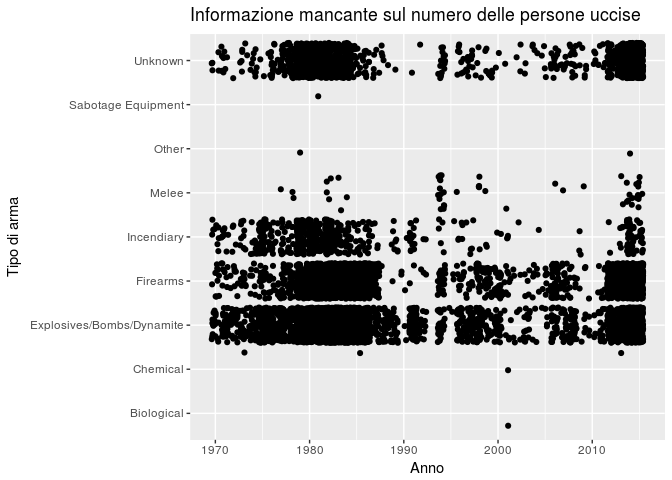 Informazione mancante sul numero delle persone uccise
Tipo di arma
Unknown
Sabotage Equipment
Other
Melee
Incendiary
Firearms
Explosives/Bombs/Dynamite
Chemical
Biological
1970 1980 1990 2000 2010
Anno